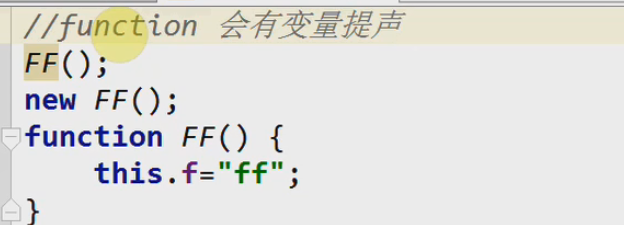 //function 会有变量提声
FF();
new FF();
function FF() {
    this.f="ff";
}